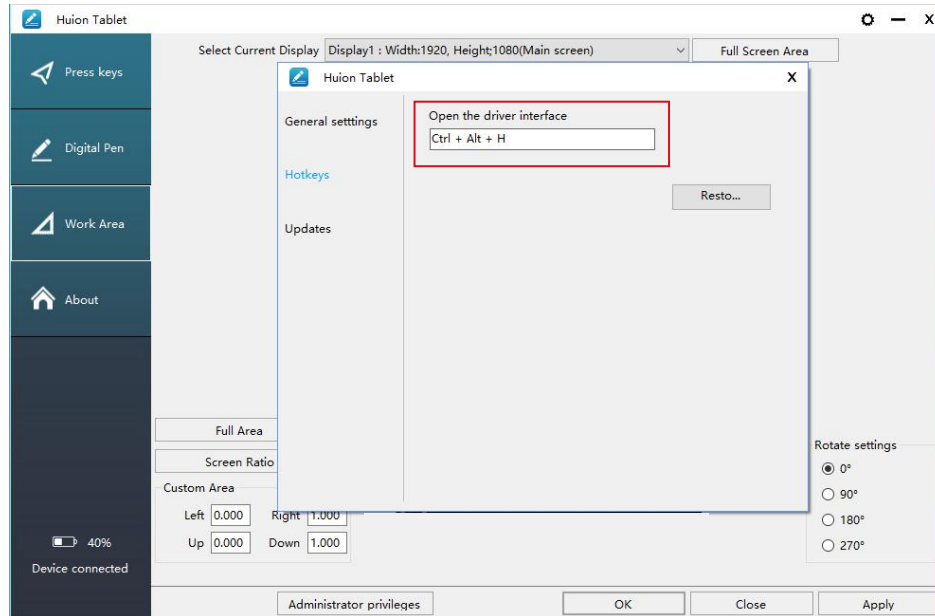 Huion Tablet
X
Select Current Display Display1 : Width:1920, Height;1080(Main screen) Full Screen Area
Press keys
Digital Pen
Work Area
About
Huion Tablet X
General setttings
Hotkeys
Updates
Open the driver interface
Ctrl + Alt + H
Resto...
Full Area
Screen Ratio
Custom Area
Left 0.000 Right 1.000
Up 0.000 Down 1.000
Rotate settings
0°
90°
180°
270°
40%
Device connected
Administrator privileges OK Close Apply